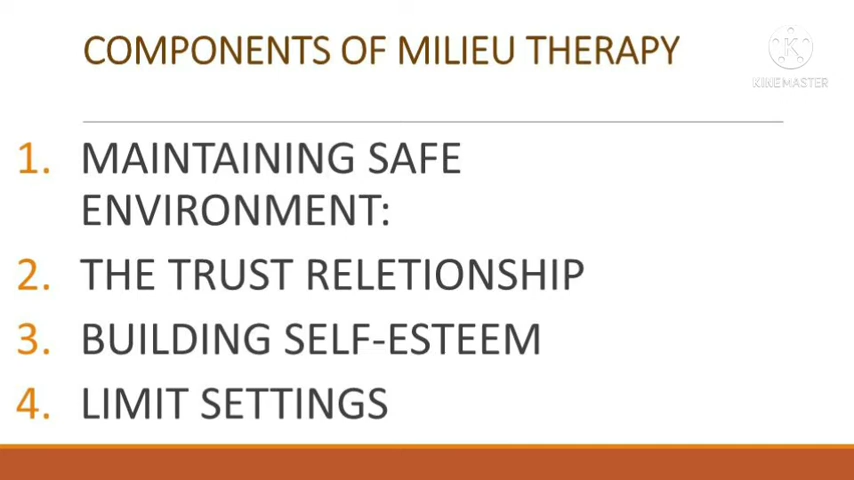 COMPONENTS OF MILIEU THERAPY
KINEMASTER
1. MAINTAINING SAFE
ENVIRONMENT:
2. THE TRUST RELETIONSHIP
3. BUILDING SELF-ESTEEM
4. LIMIT SETTINGS